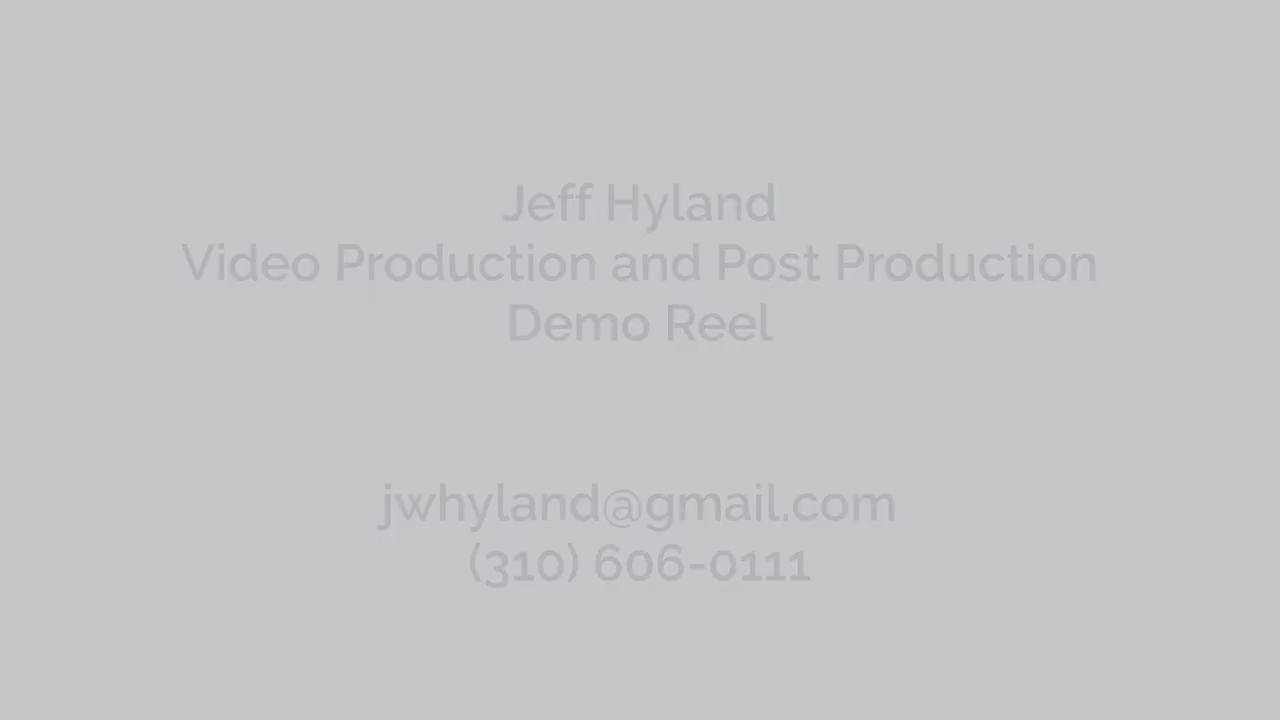 Jeff Hyland
Video Production and Post Production
Demo Reel
jwhyland@gmail.com
(310) 606-0111